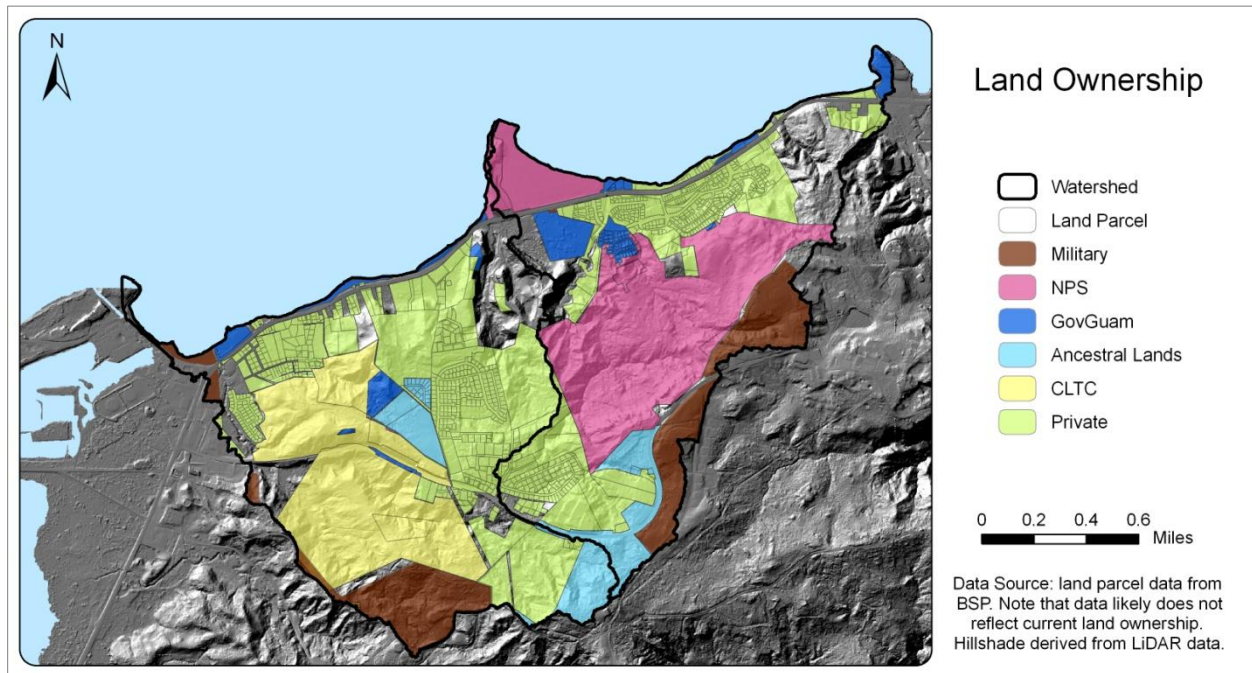 N
Land Ownership
Watershed
Land Parcel
Military
NPS
GovGuam
Ancestral Lands
CLTC
Private
0 0.2 0.4 0.6
Miles
Data Source: land parcel data from
BSP. Note that data likely does not
reflect current land ownership.
Hillshade derived from LiDAR data.